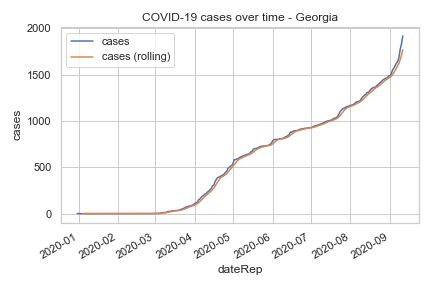 COVID-19 cases over time - Georgia
cases
cases (rolling)
2000
1500
1000
500
0
cases
2020-01
2020-02
2020-03
2020-04
2020-05
2020-06
2020-07
2020-08
2020-09
dateRep